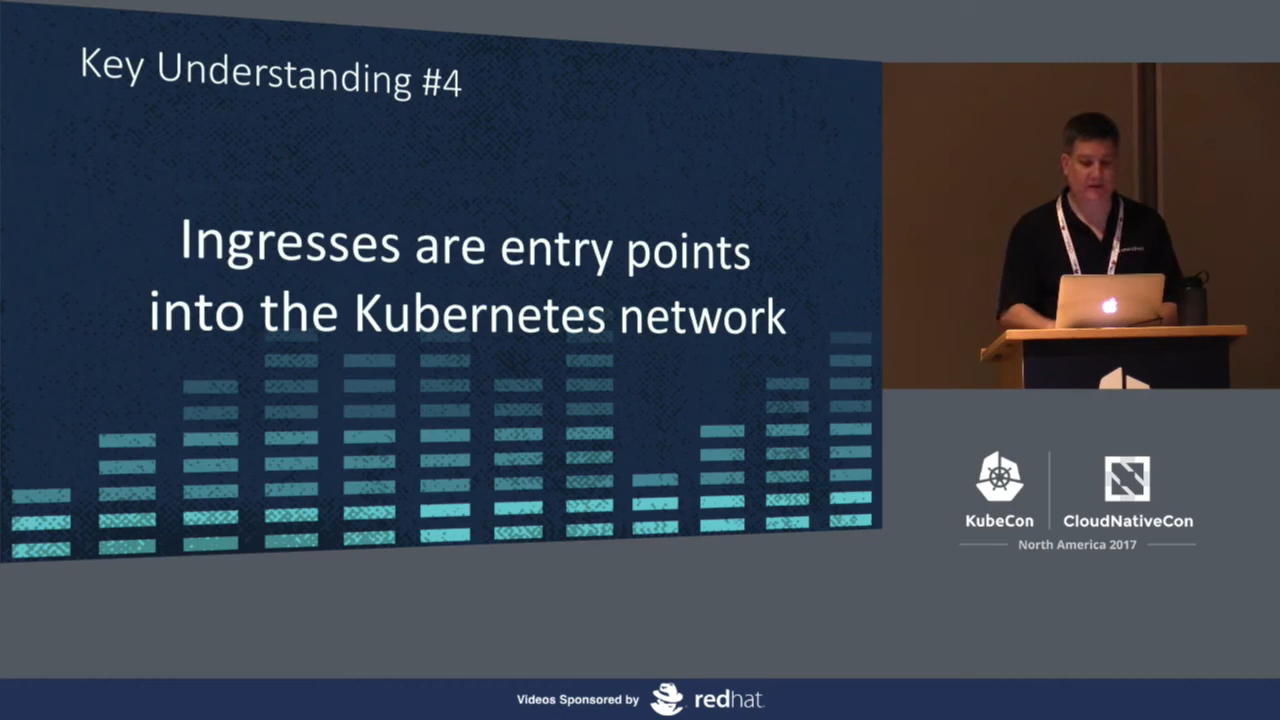 Key Understanding #4
Ingresses are entry points
into the Kubernetes network
KubeCon
CloudNativeCon
North America 2017
Videos Sponsored by
redhat.